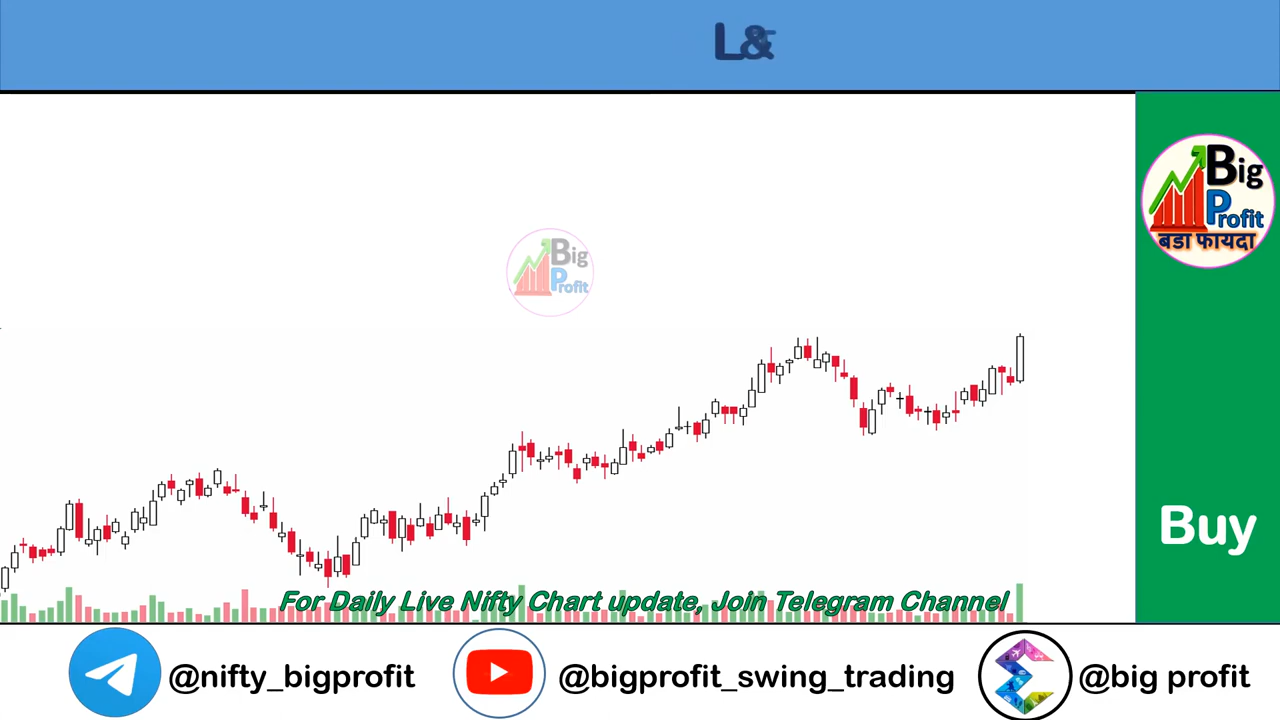 L&
Big
Profit
बडा फायदा
Big
Profit
Buy
For Daily Live Nifty Chart update, Join Telegram Channel
@nifty_bigprofit
@bigprofit_swing_trading
@big profit